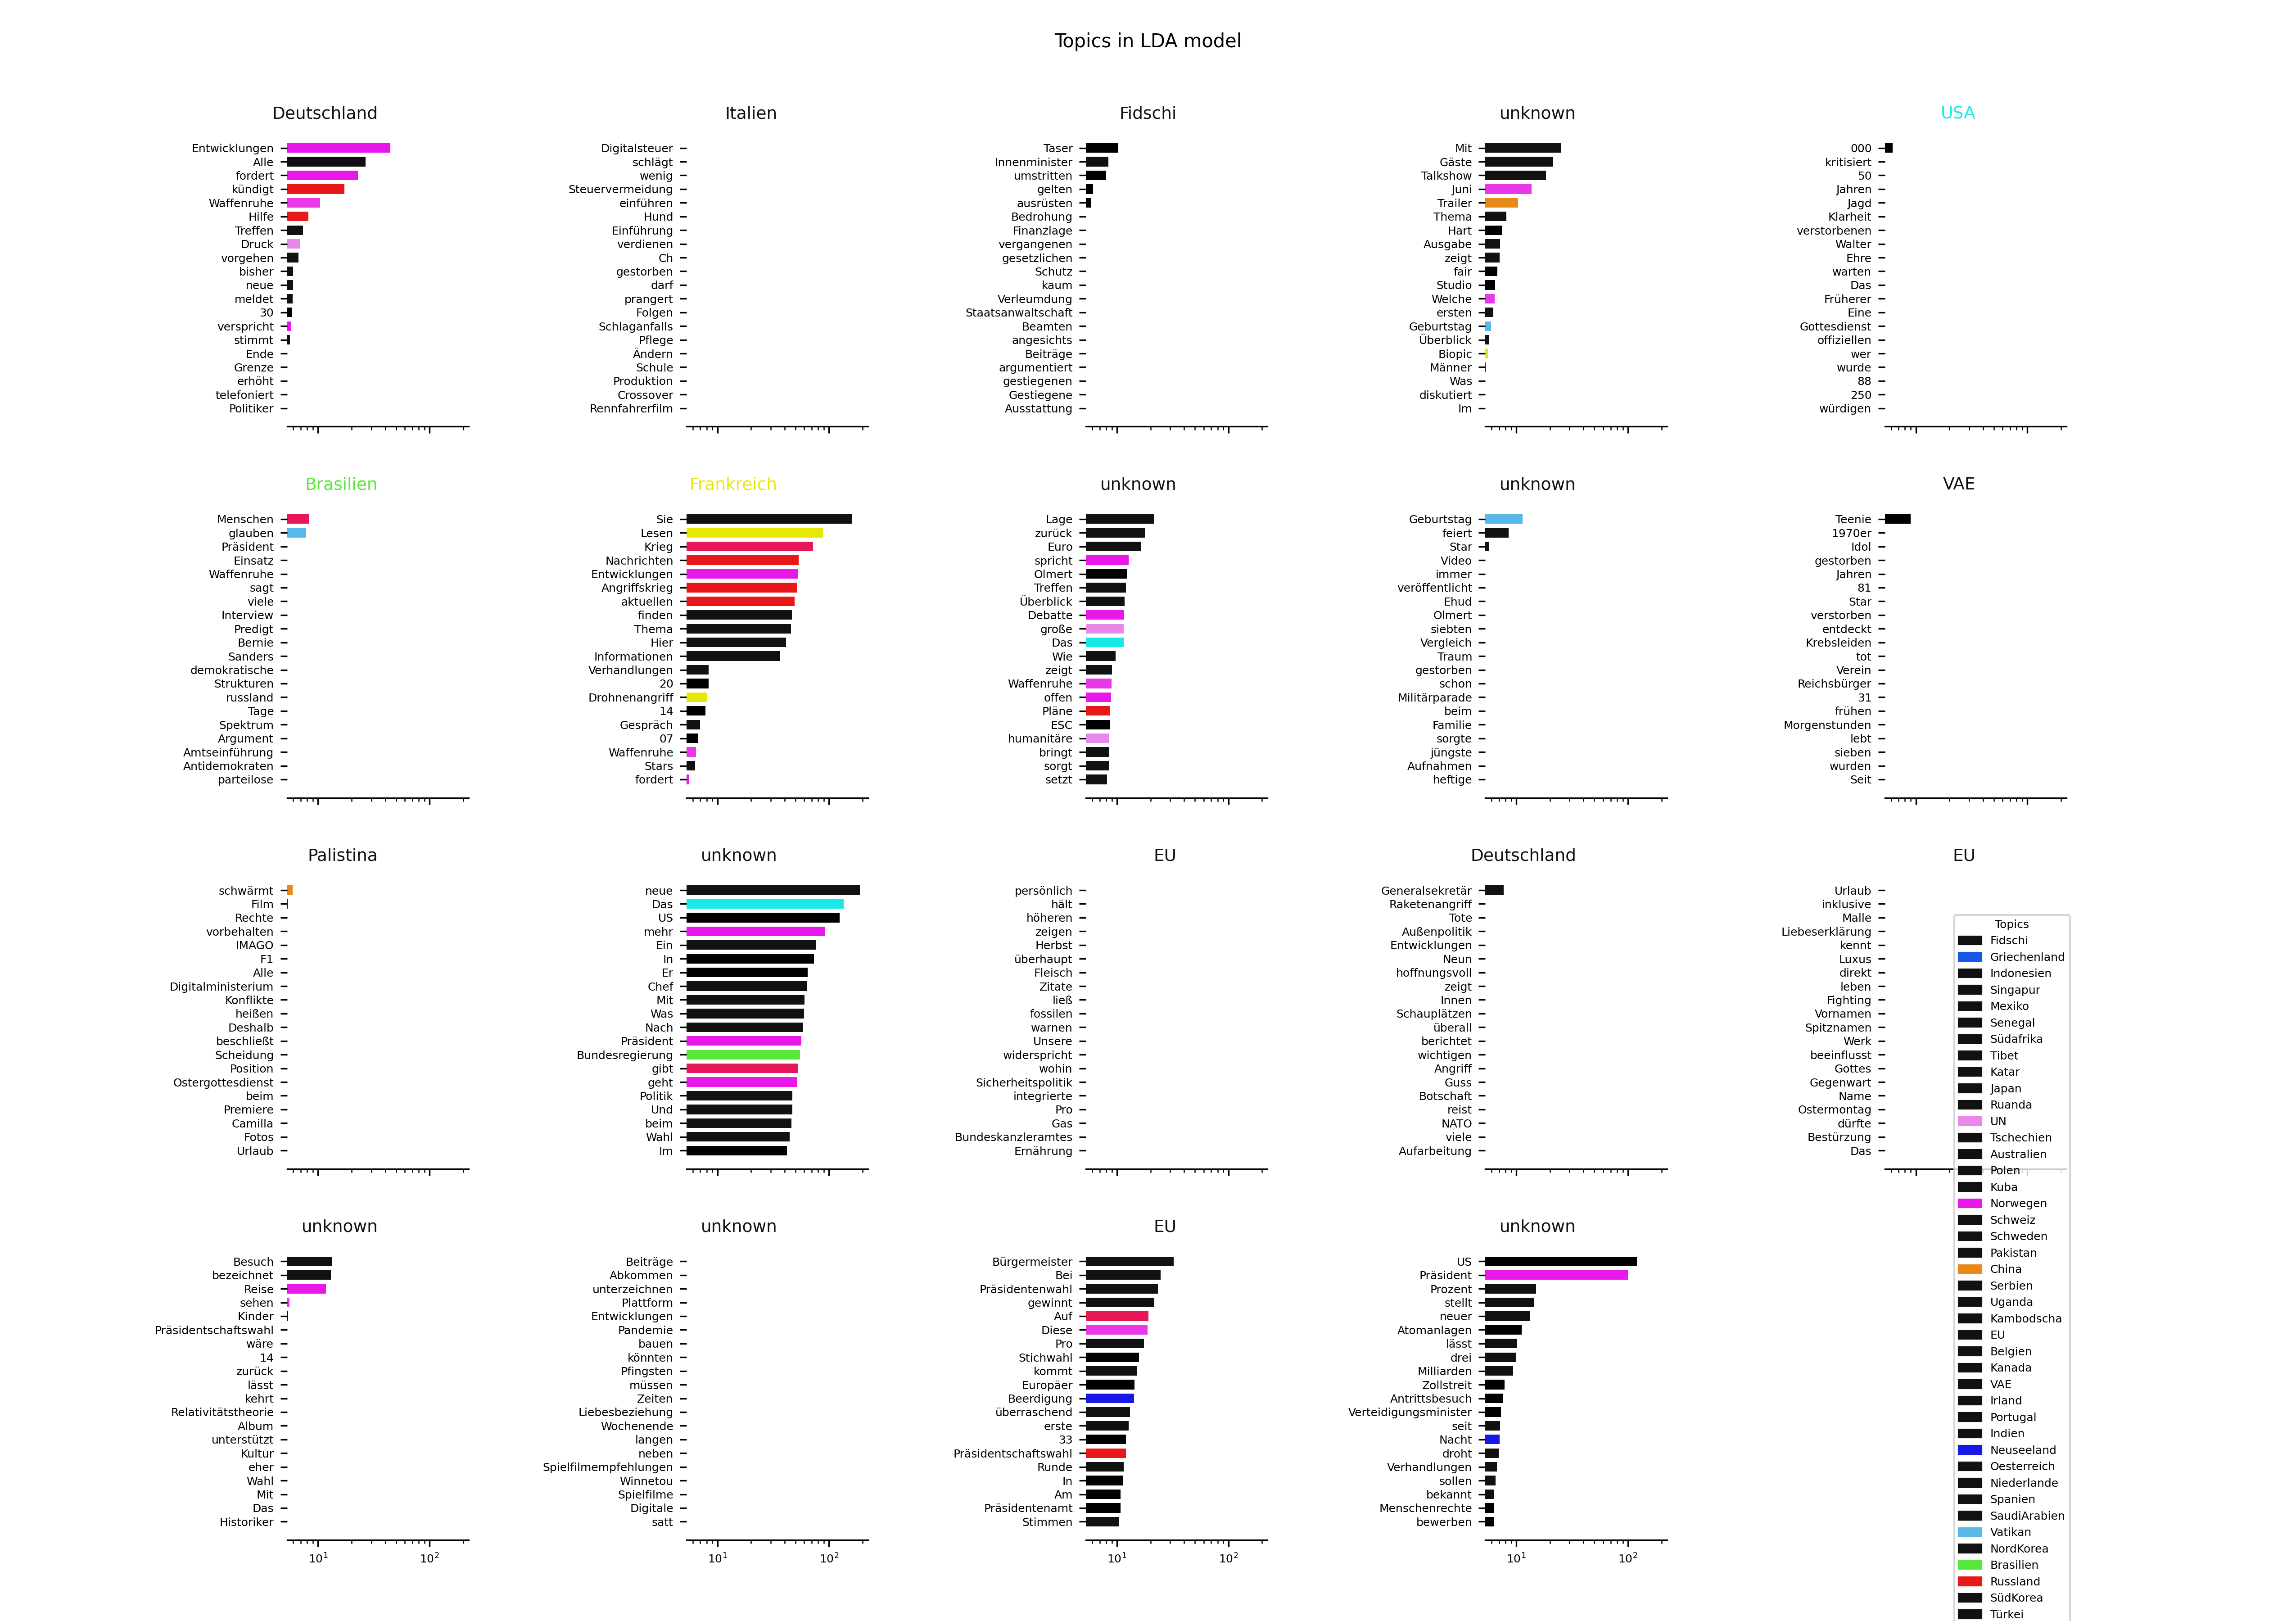 Topics in LDA model
Deutschland
Entwicklungen
Alle
fordert
kündigt
Waffenruhe
Hilfe
Treffen
Druck
vorgehen
bisher
neue
meldet
30
verspricht
stimmt
Ende
Grenze
erhöht
telefoniert
Politiker
Italien
Digitalsteuer
schlägt
wenig
Steuervermeidung
einführen
Hund
Einführung
verdienen
Ch
gestorben
darf
prangert
Folgen
Schlaganfalls
Pflege
Ändern
Schule
Produktion
Crossover
Rennfahrerfilm
Fidschi
Taser
Innenminister
umstritten
gelten
ausrüsten
Bedrohung
Finanzlage
vergangenen
gesetzlichen
Schutz
kaum
Verleumdung
Staatsanwaltschaft
Beamten
angesichts
Beiträge
argumentiert
gestiegenen
Gestiegene
Ausstattung
unknown
Mit
Gäste
Talkshow
Juni
Trailer
Thema
Hart
Ausgabe
zeigt
fair
Studio
Welche
ersten
Geburtstag
Überblick
Biopic
Männer
Was
diskutiert
Im
USA
000
kritisiert
50
Jahren
Jagd
Klarheit
verstorbenen
Walter
Ehre
warten
Das
Früherer
Eine
Gottesdienst
offiziellen
wer
wurde
88
250
würdigen
Brasilien
Menschen
glauben
Präsident
Einsatz
Waffenruhe
sagt
viele
Interview
Predigt
Bernie
Sanders
demokratische
Strukturen
russland
Tage
Spektrum
Argument
Amtseinführung
Antidemokraten
parteilose
Frankreich
Sie
Lesen
Krieg
Nachrichten
Entwicklungen
Angriffskrieg
aktuellen
finden
Thema
Hier
Informationen
Verhandlungen
20
Drohnenangriff
14
Gespräch
07
Waffenruhe
Stars
fordert
unknown
Lage
zurück
Euro
spricht
Olmert
Treffen
Überblick
Debatte
große
Das
Wie
zeigt
Waffenruhe
offen
Pläne
ESC
humanitäre
bringt
sorgt
setzt
unknown
Geburtstag
feiert
Star
Video
immer
veröffentlicht
Ehud
Olmert
siebten
Vergleich
Traum
gestorben
schon
Militärparade
beim
Familie
sorgte
jüngste
Aufnahmen
heftige
VAE
Teenie
1970er
Idol
gestorben
Jahren
81
Star
verstorben
entdeckt
Krebsleiden
tot
Verein
Reichsbürger
31
frühen
Morgenstunden
lebt
sieben
wurden
Seit
Palistina
schwärmt
Film
Rechte
vorbehalten
IMAGO
F1
Alle
Digitalministerium
Konflikte
heißen
Deshalb
beschließt
Scheidung
Position
Ostergottesdienst
beim
Premiere
Camilla
Fotos
Urlaub
unknown
neue
Das
US
mehr
Ein
In
Er
Chef
Mit
Was
Nach
Präsident
Bundesregierung
gibt
geht
Politik
Und
beim
Wahl
Im
EU
persönlich
hält
höheren
zeigen
Herbst
überhaupt
Fleisch
Zitate
ließ
fossilen
warnen
Unsere
widerspricht
wohin
Sicherheitspolitik
integrierte
Pro
Gas
Bundeskanzleramtes
Ernährung
Deutschland
Generalsekretär
Raketenangriff
Tote
Außenpolitik
Entwicklungen
Neun
hoffnungsvoll
zeigt
Innen
Schauplätzen
überall
berichtet
wichtigen
Angriff
Guss
Botschaft
reist
NATO
viele
Aufarbeitung
EU
Urlaub
inklusive
Malle
Liebeserklärung
kennt
Luxus
direkt
leben
Fighting
Vornamen
Spitznamen
Werk
beeinflusst
Gottes
Gegenwart
Name
Ostermontag
dürfte
Bestürzung
Das
unknown
Besuch
bezeichnet
Reise
sehen
Kinder
Präsidentschaftswahl
wäre
14
zurück
lässt
kehrt
Relativitätstheorie
Album
unterstützt
Kultur
eher
Wahl
Mit
Das
Historiker
10¹ 10²
unknown
Beiträge
Abkommen
unterzeichnen
Plattform
Entwicklungen
Pandemie
bauen
könnten
Pfingsten
müssen
Zeiten
Liebesbeziehung
Wochenende
langen
neben
Spielfilmempfehlungen
Winnetou
Spielfilme
Digitale
satt
10¹ 10²
EU
Bürgermeister
Bei
Präsidentenwahl
gewinnt
Auf
Diese
Pro
Stichwahl
kommt
Europäer
Beerdigung
überraschend
erste
33
Präsidentschaftswahl
Runde
In
Am
Präsidentenamt
Stimmen
10¹ 10²
unknown
US
Präsident
Prozent
stellt
neuer
Atomanlagen
lässt
drei
Milliarden
Zollstreit
Antrittsbesuch
Verteidigungsminister
seit
Nacht
droht
Verhandlungen
sollen
bekannt
Menschenrechte
bewerben
10¹ 10²
Topics
Fidschi
Griechenland
Indonesien
Singapur
Mexiko
Senegal
Südafrika
Tibet
Katar
Japan
Ruanda
UN
Tschechien
Australien
Polen
Kuba
Norwegen
Schweiz
Schweden
Pakistan
China
Serbien
Uganda
Kambodscha
EU
Belgien
Kanada
VAE
Irland
Portugal
Indien
Neuseeland
Oesterreich
Niederlande
Spanien
SaudiArabien
Vatikan
NordKorea
Brasilien
Russland
SüdKorea
Türkei